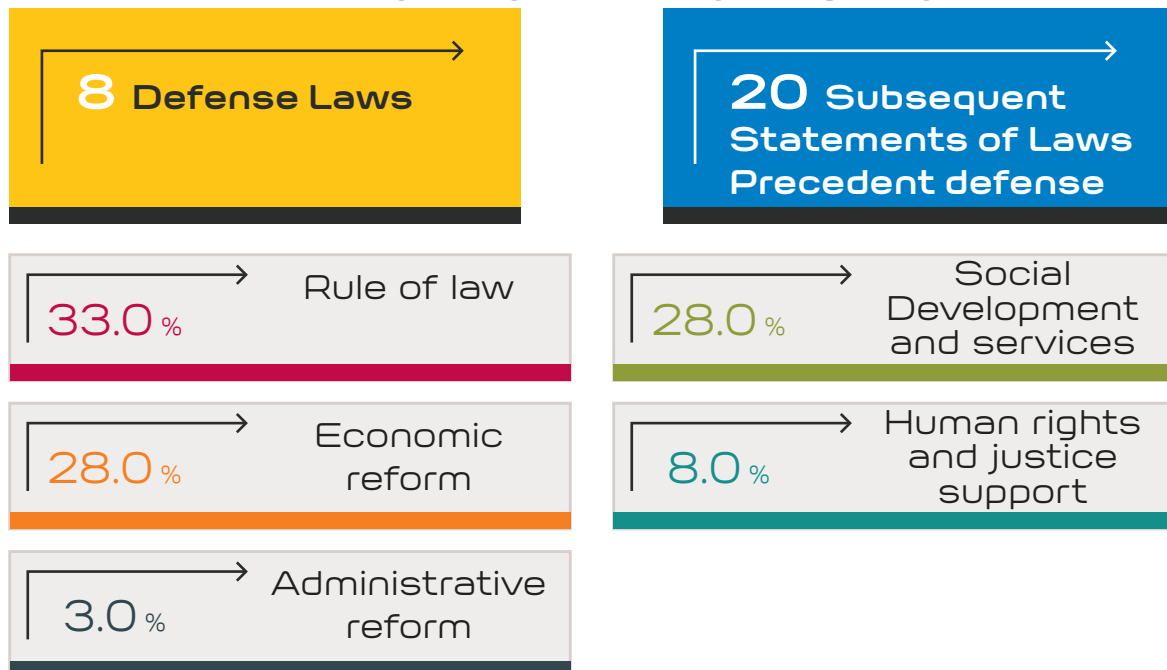 8 Defense Laws
20 Subsequent
Statements of Laws
Precedent defense
33.0 %
Rule of law
28.0 %
Social
Development
and services
28.0 %
Economic
reform
8.0 %
Human rights
and justice
support
3.0 %
Administrative
reform